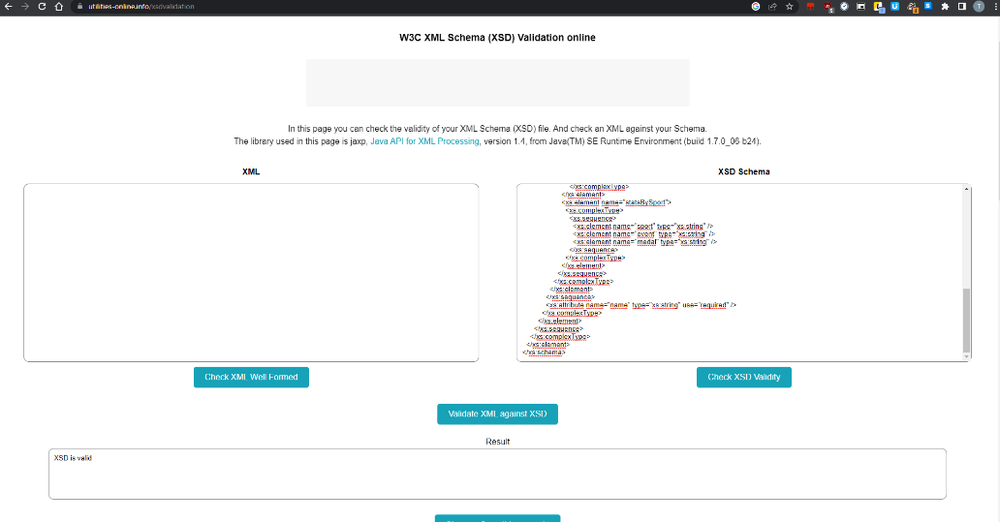 utilities-online.info/xsdvalidation
W3C XML Schema (XSD) Validation online
In this page you can check the validity of your XML Schema (XSD) file. And check an XML against your Schema.
The library used in this page is jaxp, Java API for XML Processing, version 1.4, from Java(TM) SE Runtime Environment (build 1.7.0_06-b24).
XML
XSD Schema
</xs:complexType>
</xs:element>
<xs:element name="statsBySport">
<xs:complexType>
<xs:sequence>
<xs:element name="sport" type="xs:string" />
<xs:element name="event" type="xs:string" />
<xs:element name="medal" type="xs:string" />
</xs:sequence>
</xs:complexType>
</xs:element>
</xs:sequence>
</xs:complexType>
</xs:element>
</xs:sequence>
<xs:attribute name="name" type="xs:string" use="required" />
</xs:complexType>
</xs:element>
</xs:sequence>
</xs:complexType>
</xs:element>
</xs:schema>
Check XML Well Formed
Check XSD Validity
Validate XML against XSD
Result
XSD is valid